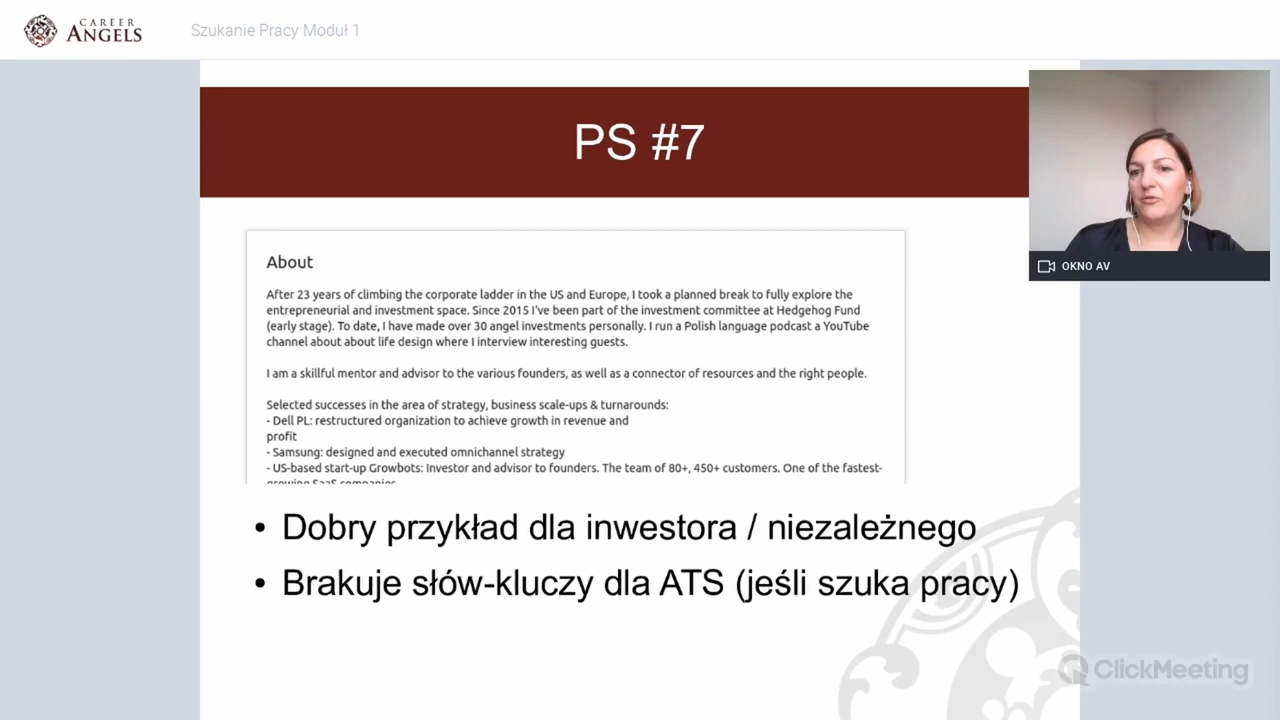 CAREER
ANGELS
Szukanie Pracy Moduł 1
PS #7
OKNO AV
About
After 23 years of climbing the corporate ladder in the US and Europe, I took a planned break to fully explore the
entrepreneurial and investment space. Since 2015 I've been part of the investment committee at Hedgehog Fund
(early stage). To date, I have made over 30 angel investments personally. I run a Polish language podcast a YouTube
channel about about life design where I interview interesting guests.
I am a skillful mentor and advisor to the various founders, as well as a connector of resources and the right people.
Selected successes in the area of strategy, business scale-ups & turnarounds:
- Dell PL: restructured organization to achieve growth in revenue and
profit
- Samsung: designed and executed omnichannel strategy
- US-based start-up Growbots: Investor and advisor to founders. The team of 80+, 450+ customers. One of the fastest-
growing SaaS companies
• Dobry przykład dla inwestora / niezależnego
• Brakuje słów-kluczy dla ATS (jeśli szuka pracy)
ClickMeeting